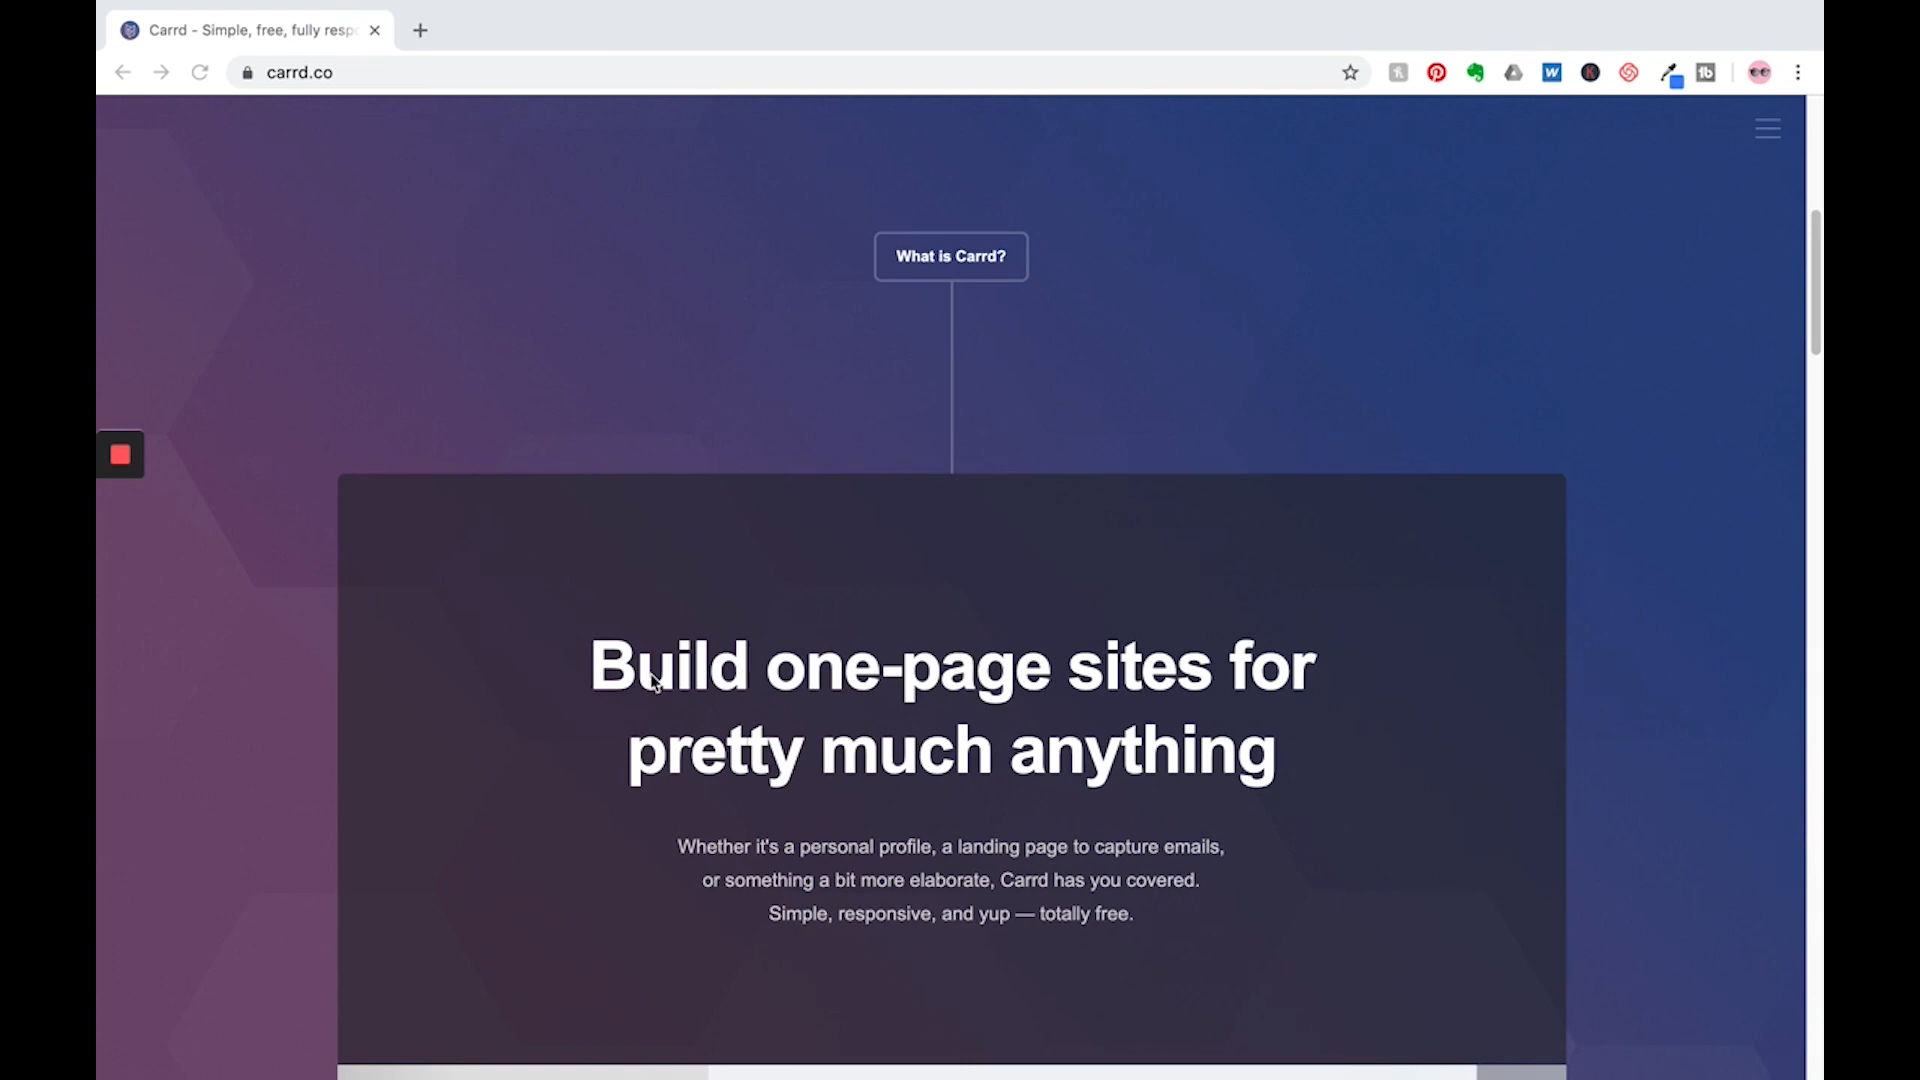 Carrd - Simple, free, fully resp
carrd.co
What is Carrd?
Build one-page sites for
pretty much anything
Whether it's a personal profile, a landing page to capture emails,
or something a bit more elaborate, Carrd has you covered.
Simple, responsive, and yup — totally free.